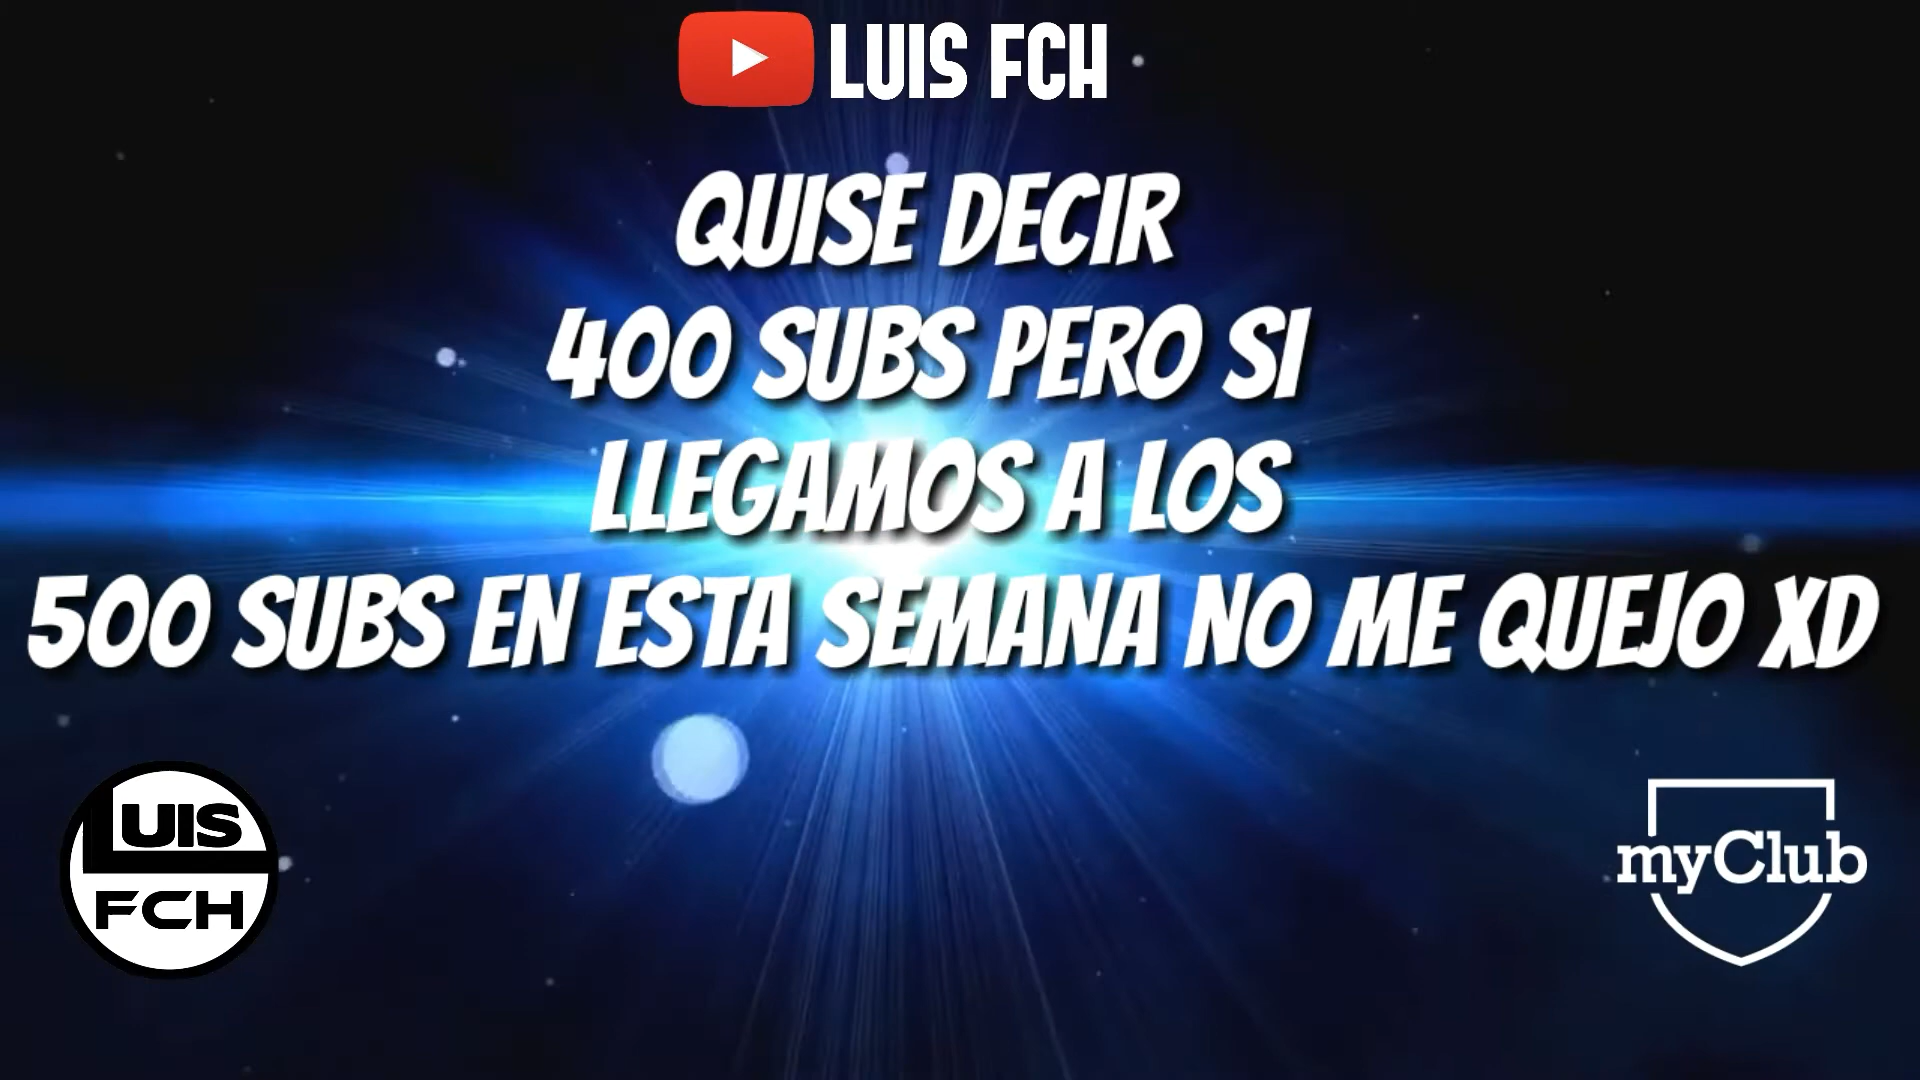 LUIS FCH
QUISE DECIR
400 SUBS PERO SI
LLEGAMOS A LOS
500 SUBS EN ESTA SEMANA NO ME QUEJO XD
LUIS
FCH
myClub